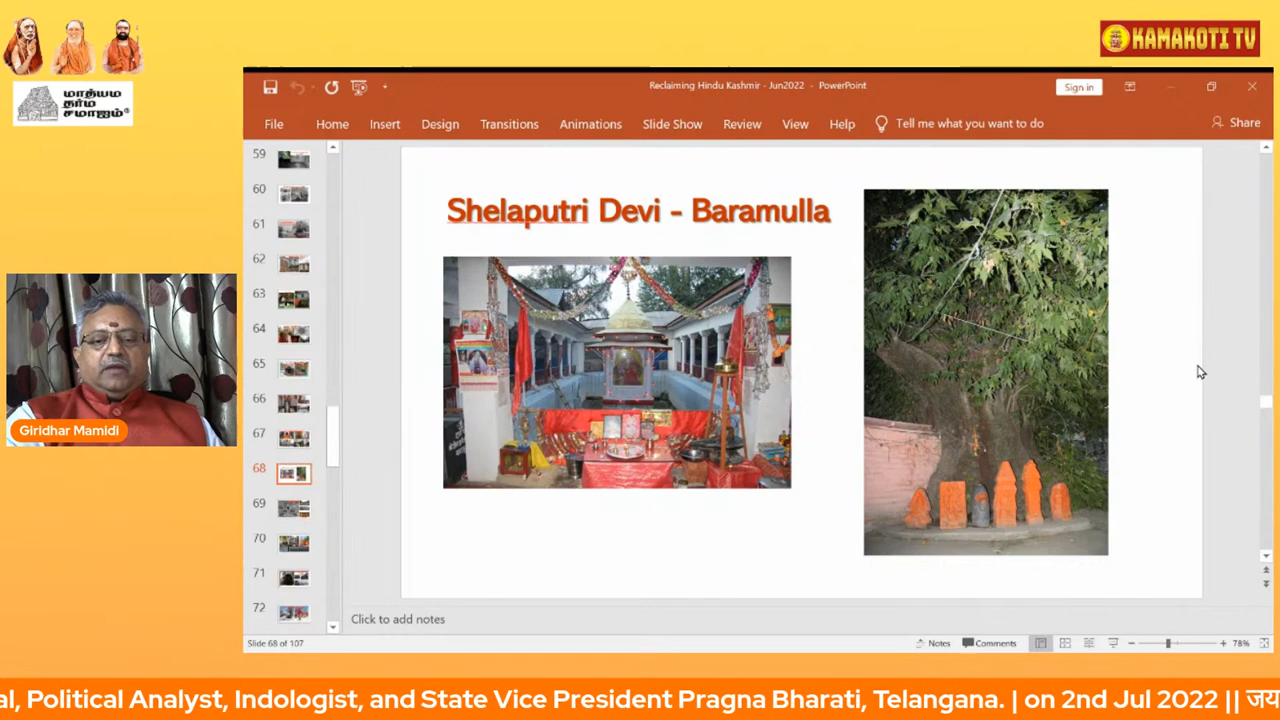 KAMAKOTI TV
மாத்யம
தர்ம
சமாஜம்®
Reclaiming Hindu Kashmir - Jun2022 - PowerPoint
Sign in
File Home Insert Design Transitions Animations Slide Show Review View Help Tell me what you want to do Share
59
60
61
62
63
64
65
66
67
68
69
70
71
72
Shelaputri Devi - Baramulla
Giridhar Mamidi
Click to add notes
Slide 68 of 107
Notes Comments 78%
al, Political Analyst, Indologist, and State Vice President Pragna Bharati, Telangana. | on 2nd Jul 2022 || जय